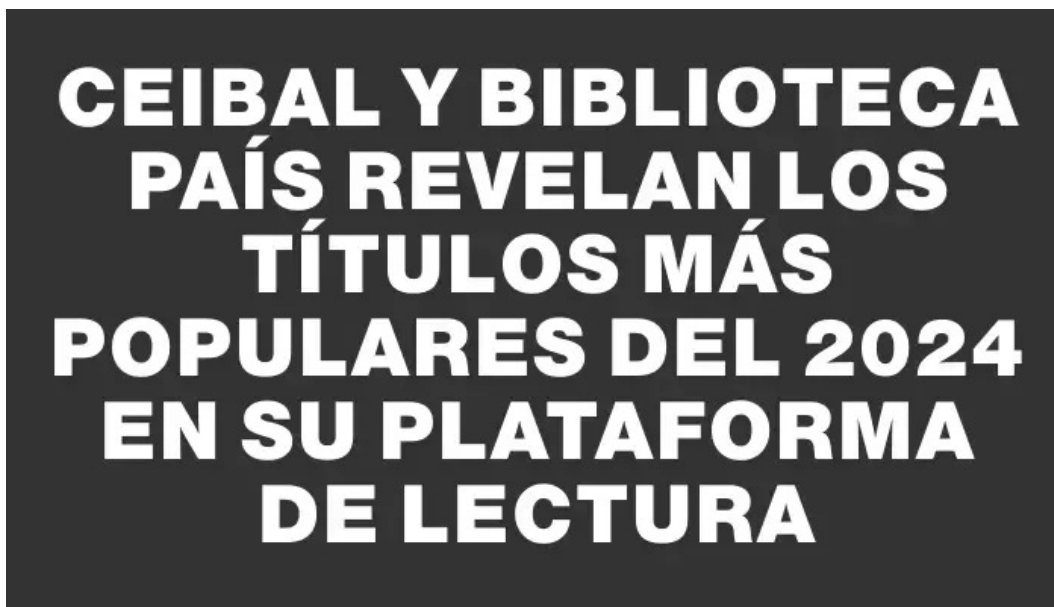 CEIBAL Y BIBLIOTECA
PAÍS REVELAN LOS
TÍTULOS MÁS
POPULARES DEL 2024
EN SU PLATAFORMA
DE LECTURA